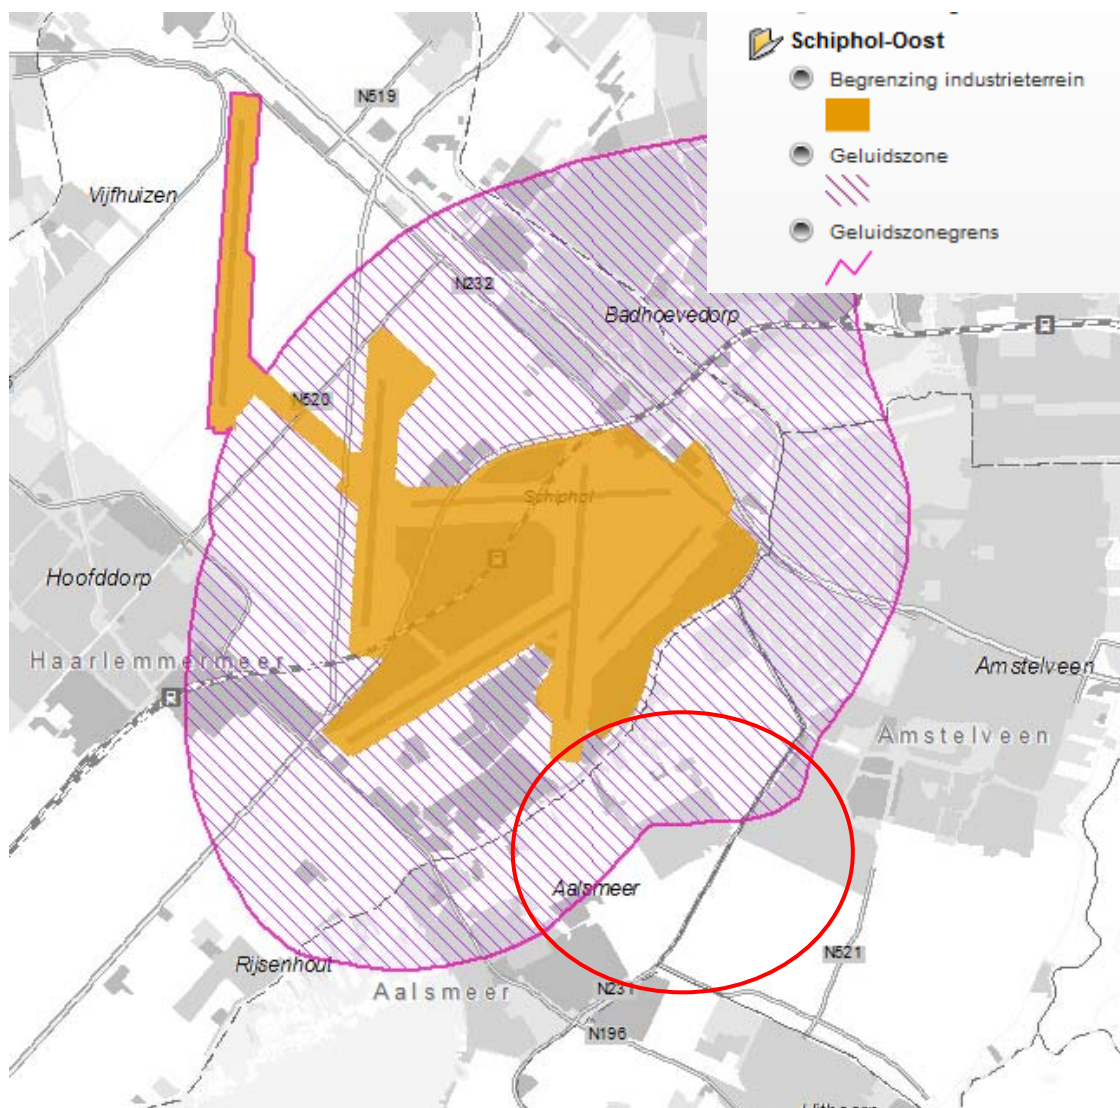 Schiphol-Oost
Begrenzing industrieterrein
Geluidszone
Geluidszonegrens
N519
Vijfhuizen
N232
Badhoevedorp
N520
Schiphol
Hoofddorp
Haarlemmermeer
Amstelveen
Amstelveen
Aalsmeer
Rijsenhout
Aalsmeer
N521
N231
N196